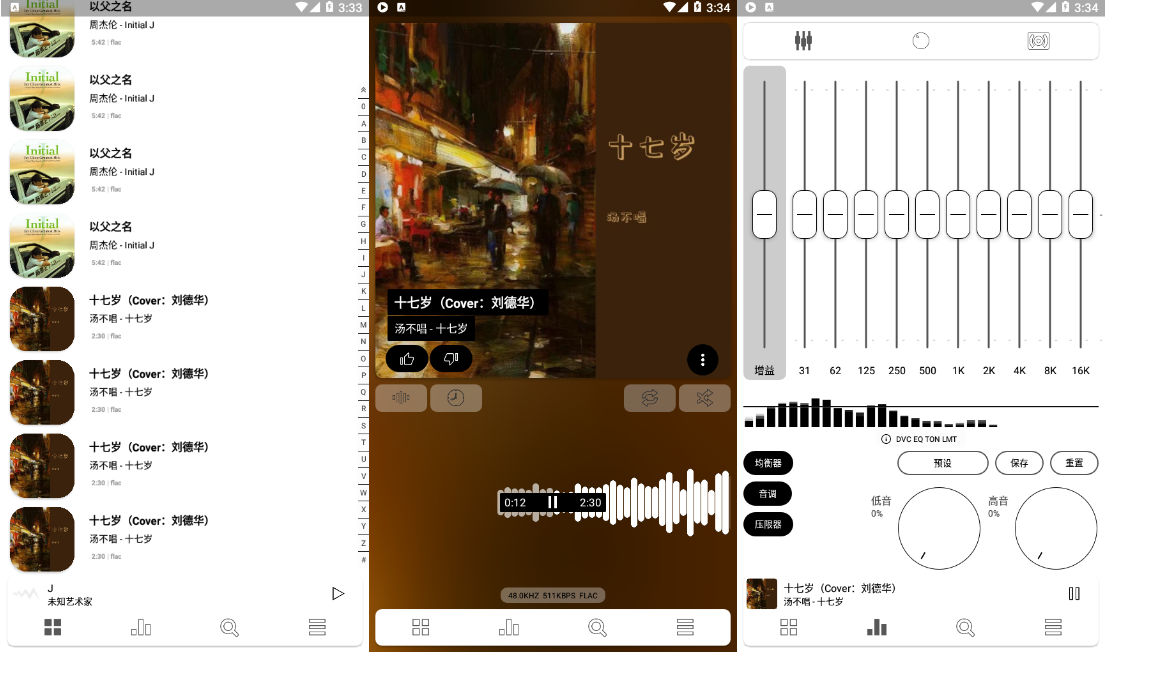 3:33
Initial
以父之名
周杰伦 - Initial J
5:42 | flac
Initial
以父之名
周杰伦 - Initial J
5:42 | flac
Initial
以父之名
周杰伦 - Initial J
5:42 | flac
Initial
以父之名
周杰伦 - Initial J
5:42 | flac
十七岁（Cover：刘德华）
汤不唱 - 十七岁
2:30 | flac
十七岁（Cover：刘德华）
汤不唱 - 十七岁
2:30 | flac
十七岁（Cover：刘德华）
汤不唱 - 十七岁
2:30 | flac
十七岁（Cover：刘德华）
汤不唱 - 十七岁
2:30 | flac
0
A
B
C
D
E
F
G
H
I
J
K
L
M
N
O
P
Q
R
S
T
U
V
W
X
Y
Z
#
J
未知艺术家
3:34
十七岁
汤不唱
十七岁（Cover：刘德华）
汤不唱 - 十七岁
0:12
2:30
48.0KHZ 511KBPS FLAC
3:34
增益 31 62 125 250 500 1K 2K 4K 8K 16K
DVC EQ TON LMT
均衡器 预设 保存 重置
音调
压限器
低音
0%
高音
0%
十七岁（Cover：刘德华）
汤不唱 - 十七岁